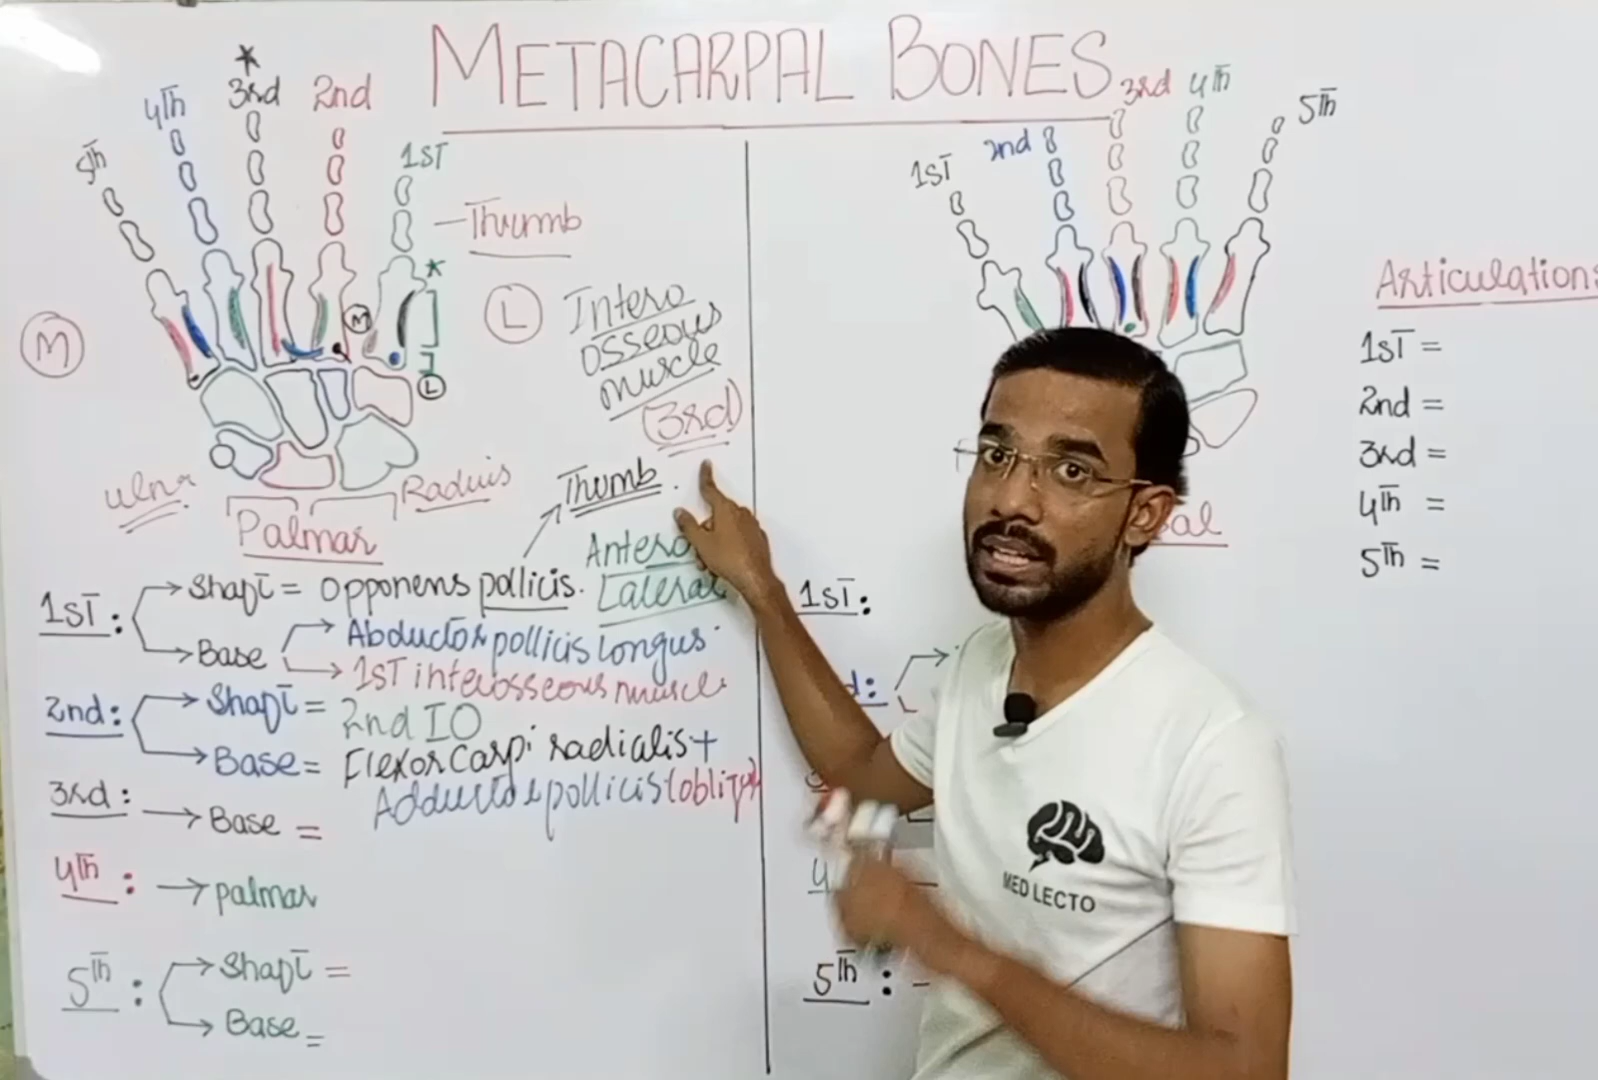 METACARPAL BONES
5Th
4Th
*
3rd
2nd
1ST
Thumb
*
M
L
M
L
Intero
osseous
muscle
(3rd)
Thumb
ulna
Raduis
Palmar
Antero
Lateral
1ST:
Shaft = opponens pollicis.
Base
Abductor pollicis longus
1ST interosseous muscle
2nd:
Shaft = 2nd IO
Base = Flexor carpi radialis +
Adductor pollicis (oblique)
3rd:
Base =
4Th :
palmar
5Th :
Shaft =
Base =
1ST
2nd
3rd
4Th
5Th
1ST:
d:
4
5Th : -
Articulations
1ST =
2nd =
3rd =
4Th =
5Th =
MED LECTO